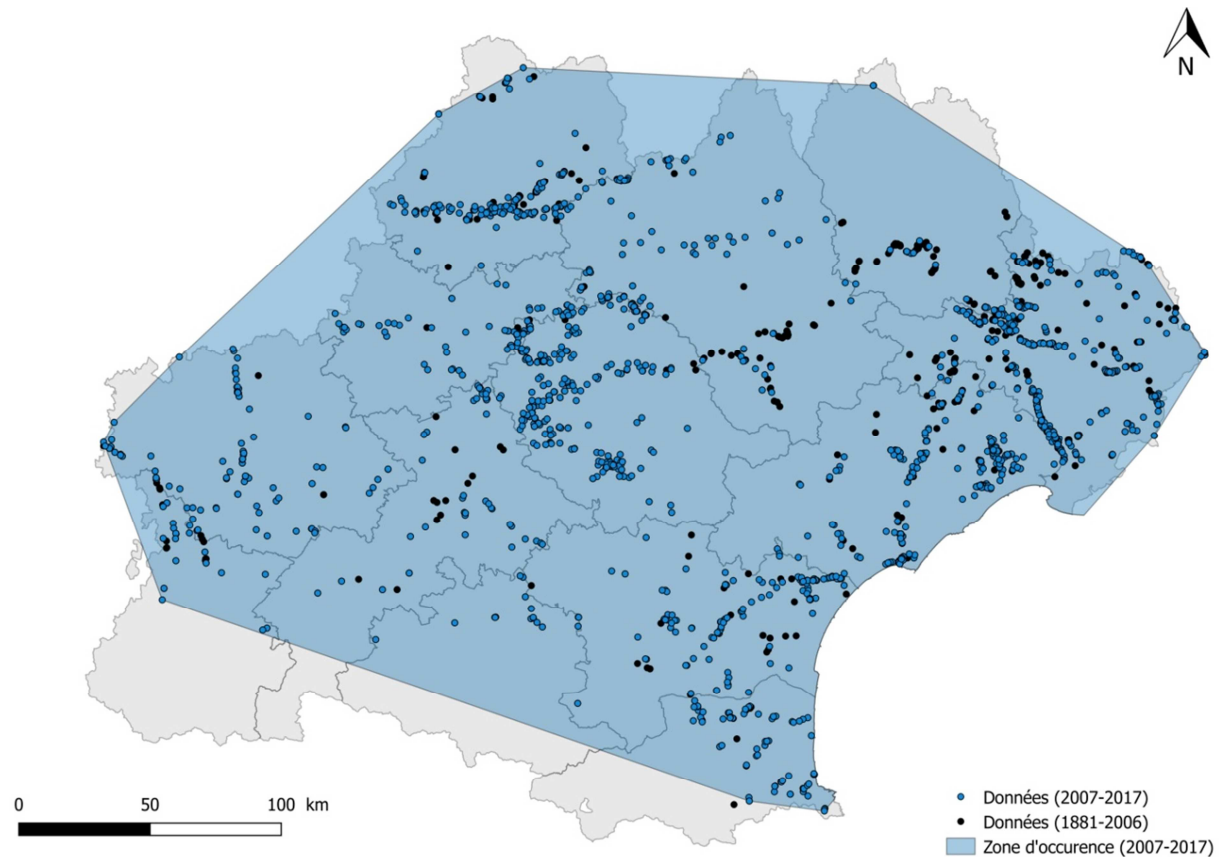 N
0 50 100 km
Données (2007-2017)
Données (1881-2006)
Zone d'occurence (2007-2017)